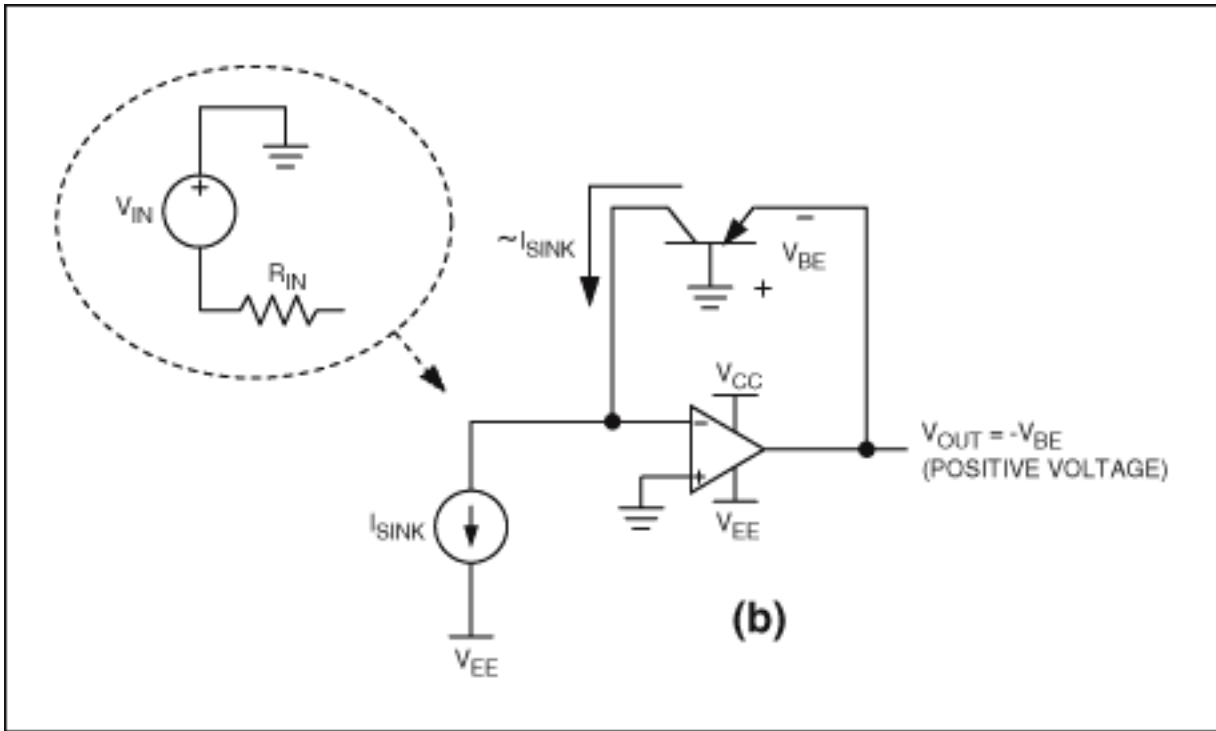 V_IN
+
R_IN
~I_SINK
−
V_BE
+
V_CC
−
+
V_EE
V_OUT = -V_BE
(POSITIVE VOLTAGE)
I_SINK
V_EE
(b)